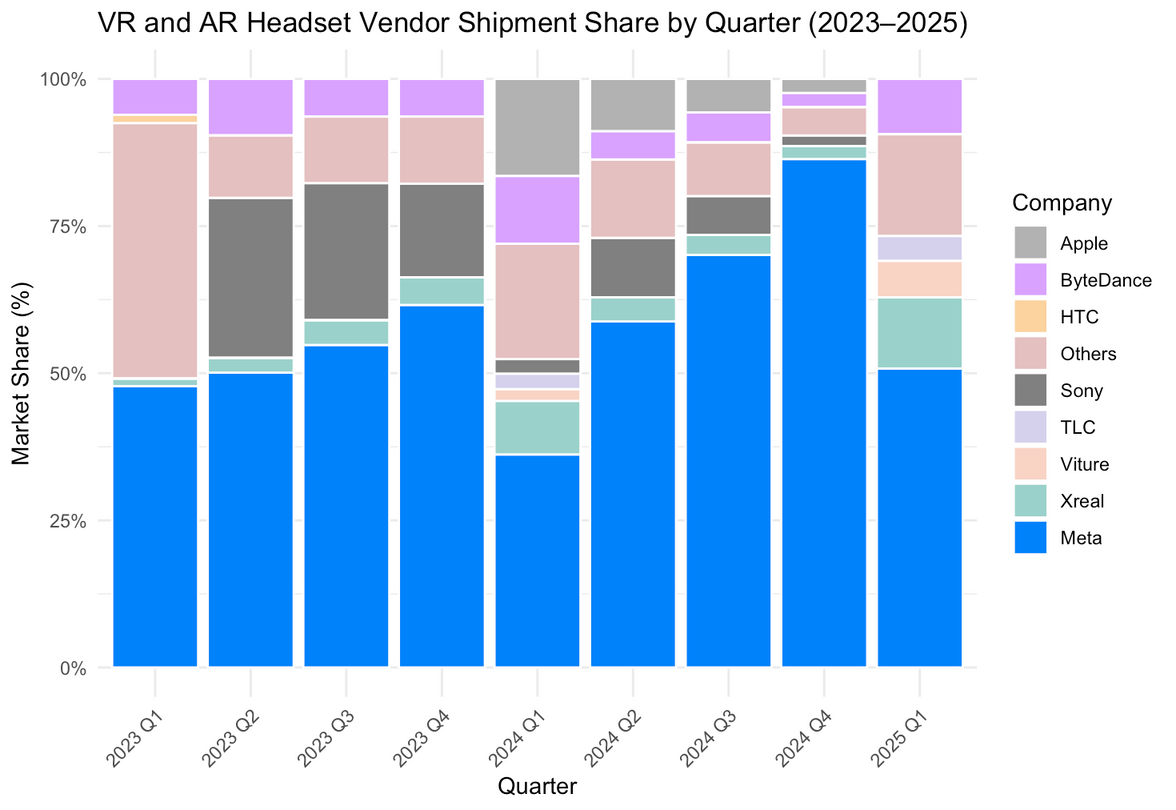 VR and AR Headset Vendor Shipment Share by Quarter (2023–2025)
100%
75%
50%
25%
0%
Market Share (%)
2023 Q1
2023 Q2
2023 Q3
2023 Q4
2024 Q1
2024 Q2
2024 Q3
2024 Q4
2025 Q1
Quarter
Company
Apple
ByteDance
HTC
Others
Sony
TLC
Viture
Xreal
Meta